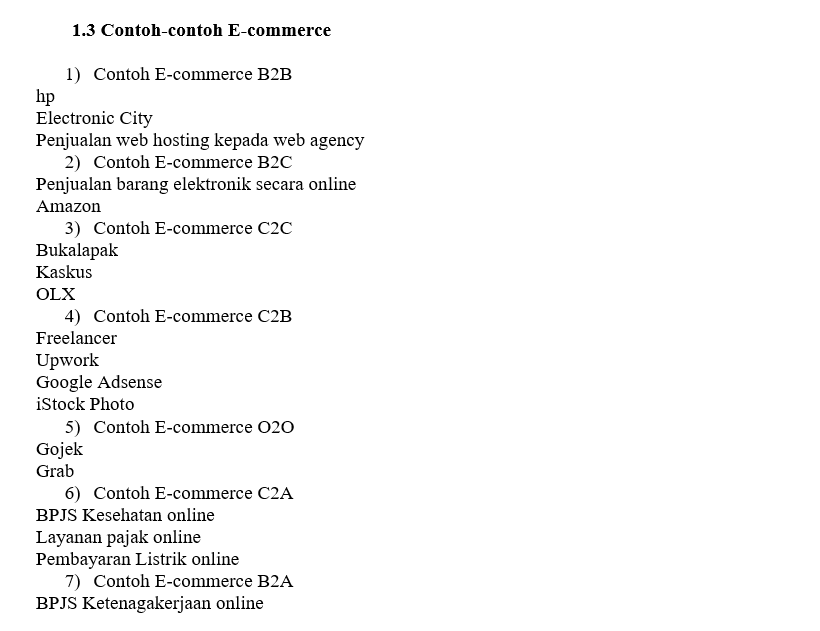 1.3 Contoh-contoh E-commerce
1) Contoh E-commerce B2B
hp
Electronic City
Penjualan web hosting kepada web agency
2) Contoh E-commerce B2C
Penjualan barang elektronik secara online
Amazon
3) Contoh E-commerce C2C
Bukalapak
Kaskus
OLX
4) Contoh E-commerce C2B
Freelancer
Upwork
Google Adsense
iStock Photo
5) Contoh E-commerce O2O
Gojek
Grab
6) Contoh E-commerce C2A
BPJS Kesehatan online
Layanan pajak online
Pembayaran Listrik online
7) Contoh E-commerce B2A
BPJS Ketenagakerjaan online